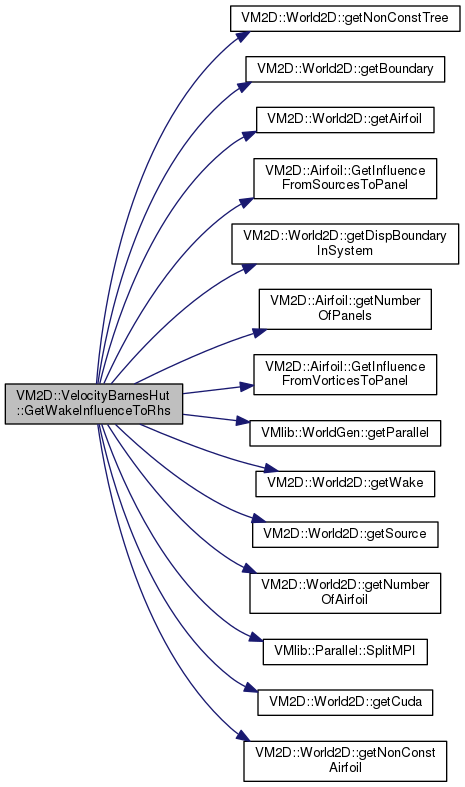 VM2D::World2D::getNonConstTree
VM2D::World2D::getBoundary
VM2D::World2D::getAirfoil
VM2D::Airfoil::GetInfluence
FromSourcesToPanel
VM2D::World2D::getDispBoundary
InSystem
VM2D::Airfoil::getNumber
OfPanels
VM2D::VelocityBarnesHut
::GetWakeInfluenceToRhs
VM2D::Airfoil::GetInfluence
FromVorticesToPanel
VMlib::WorldGen::getParallel
VM2D::World2D::getWake
VM2D::World2D::getSource
VM2D::World2D::getNumber
OfAirfoil
VMlib::Parallel::SplitMPI
VM2D::World2D::getCuda
VM2D::World2D::getNonConst
Airfoil